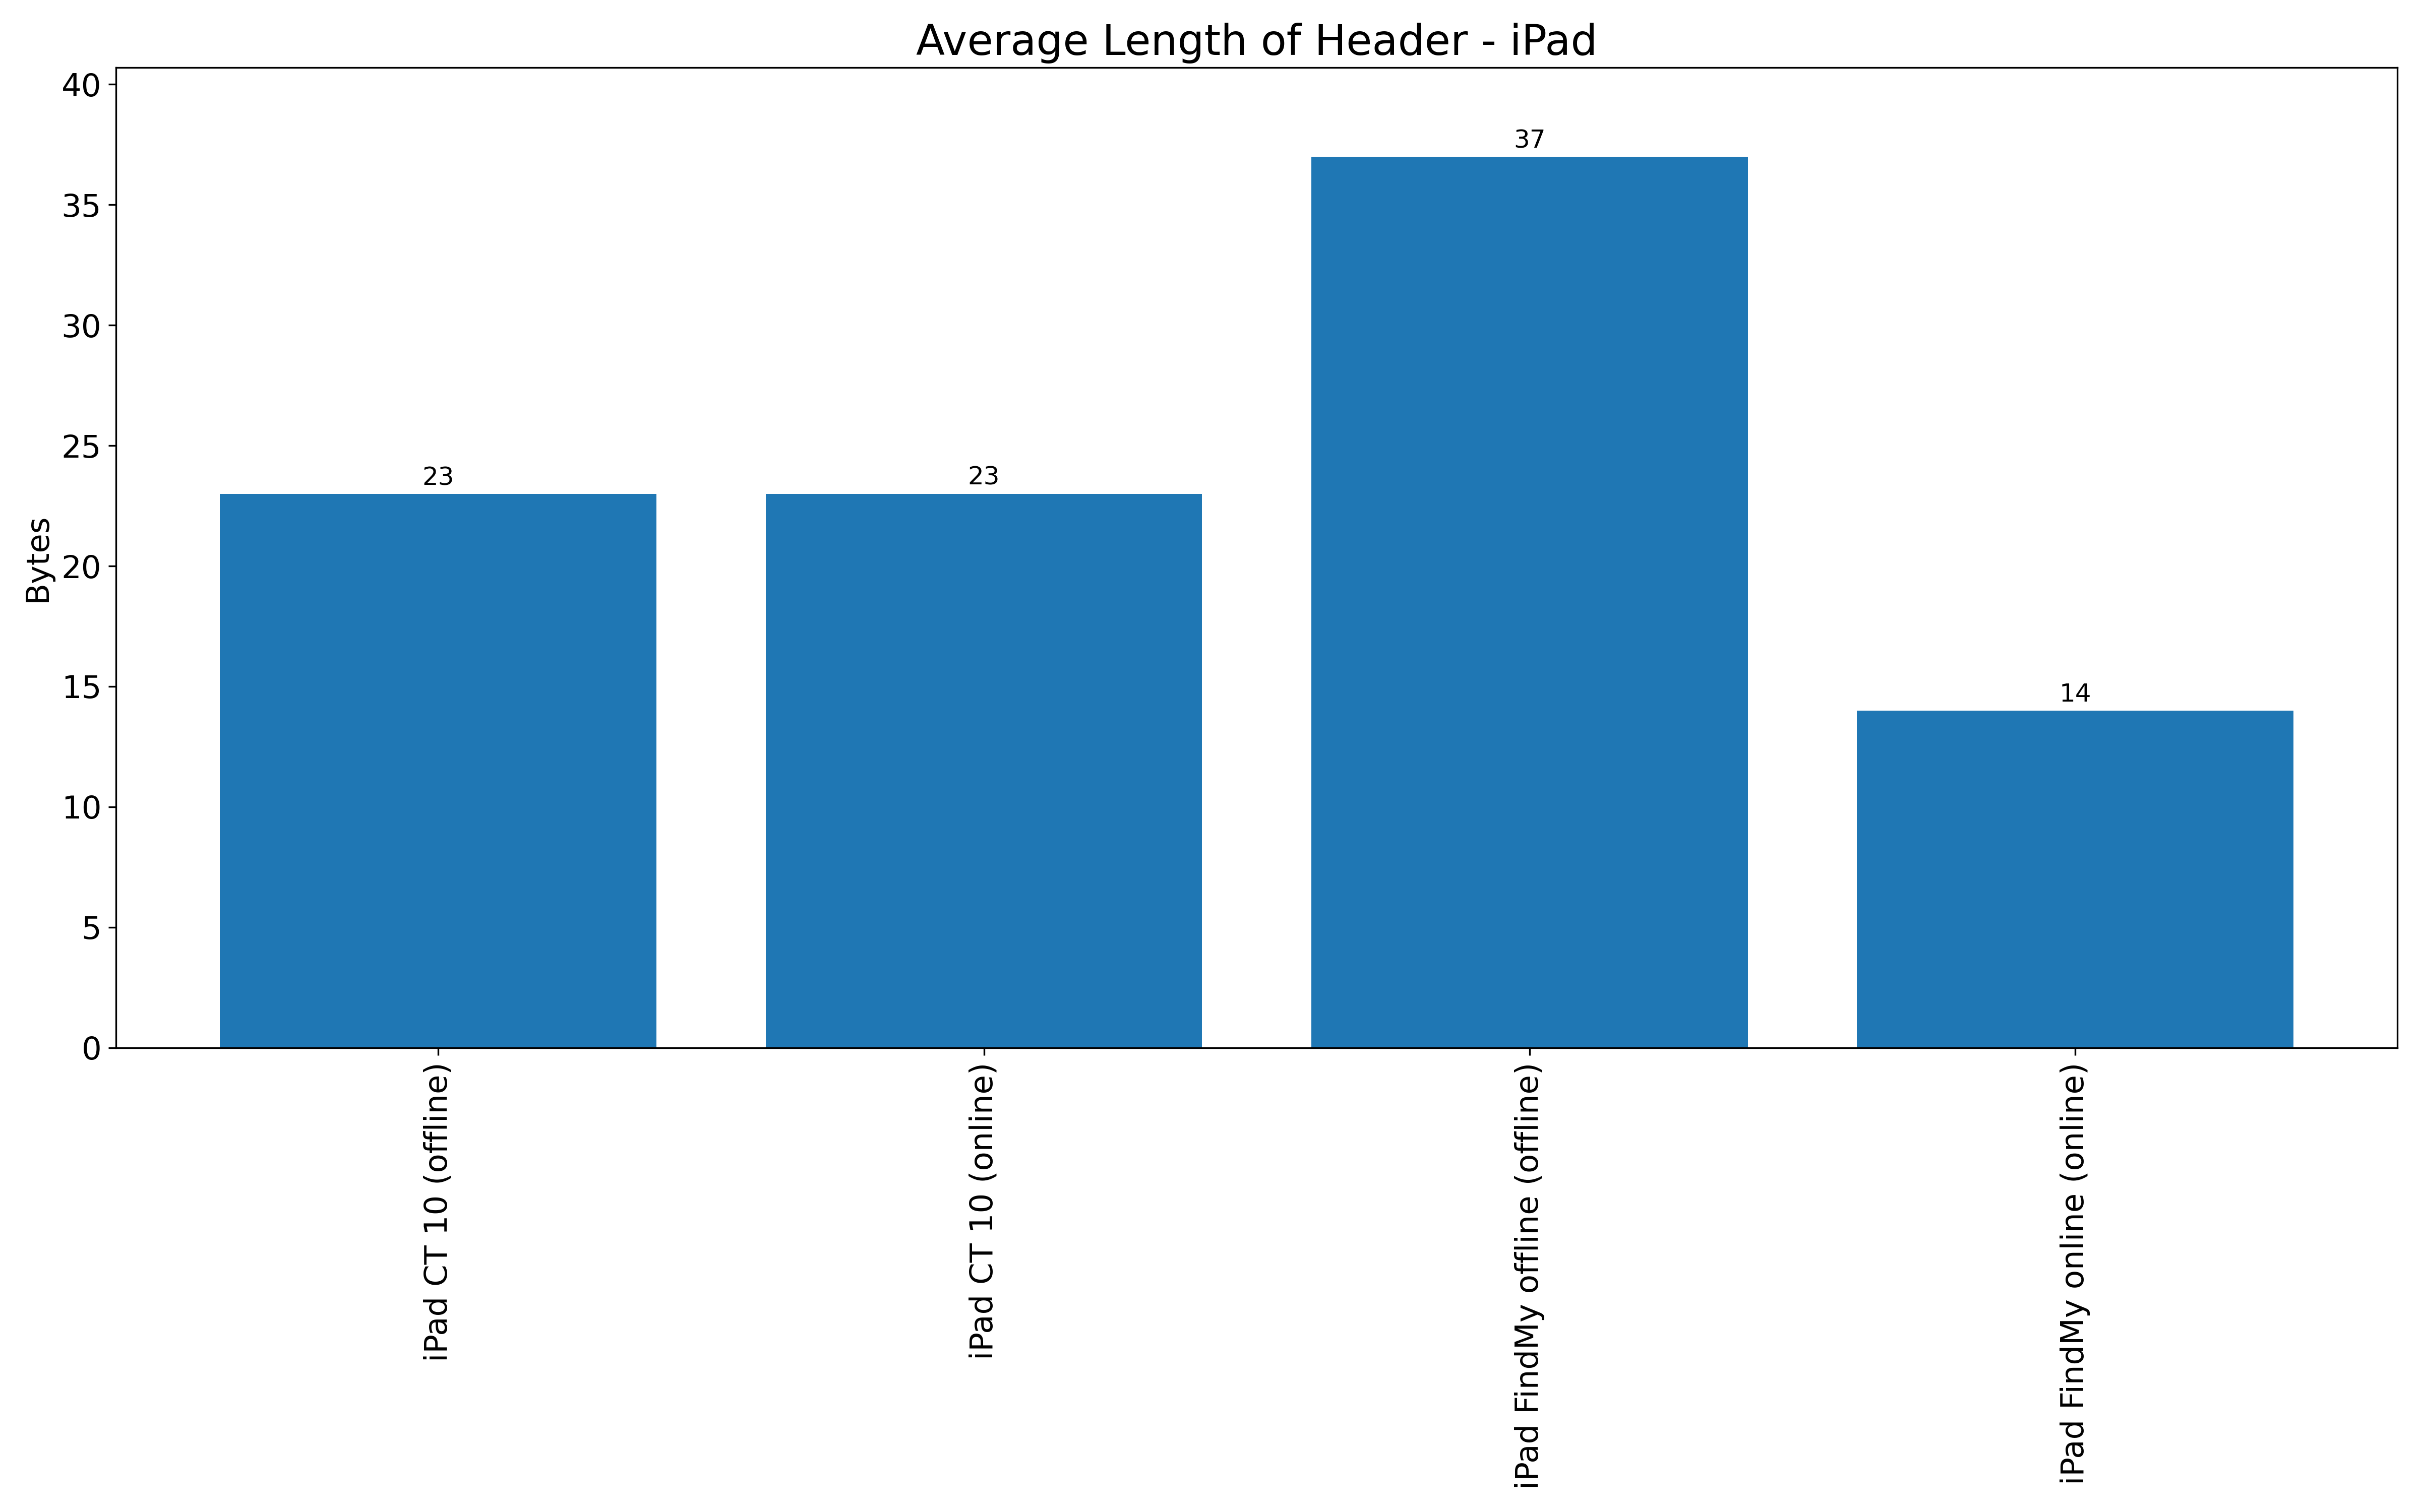 Average Length of Header - iPad
40
35
30
25
20
15
10
5
0
Bytes
23
23
37
14
iPad CT 10 (offline)
iPad CT 10 (online)
iPad FindMy offline (offline)
iPad FindMy online (online)